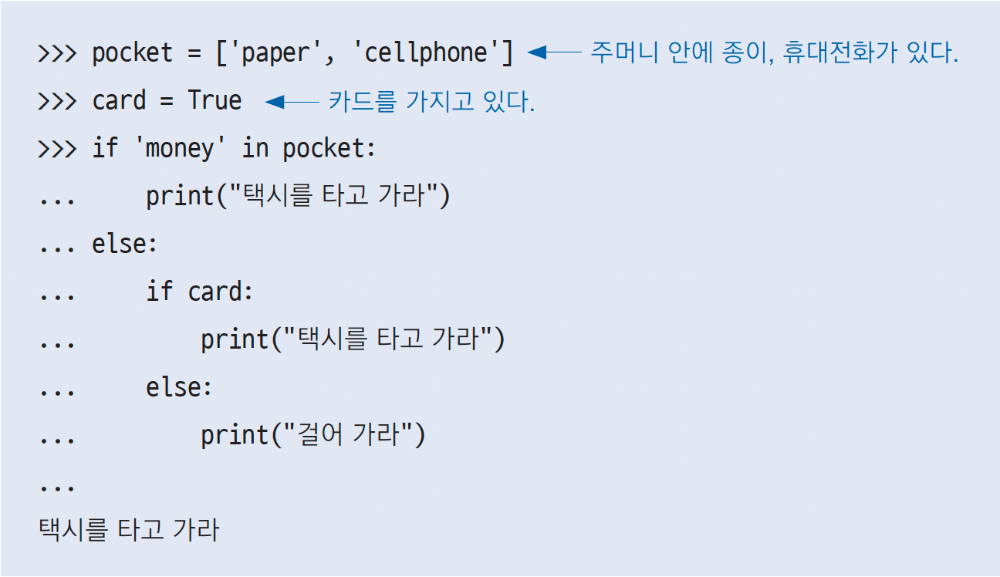 >>> pocket = ['paper', 'cellphone'] 주머니 안에 종이, 휴대전화가 있다.
>>> card = True 카드를 가지고 있다.
>>> if 'money' in pocket:
...     print("택시를 타고 가라")
... else:
...     if card:
...         print("택시를 타고 가라")
...     else:
...         print("걸어 가라")
...
택시를 타고 가라